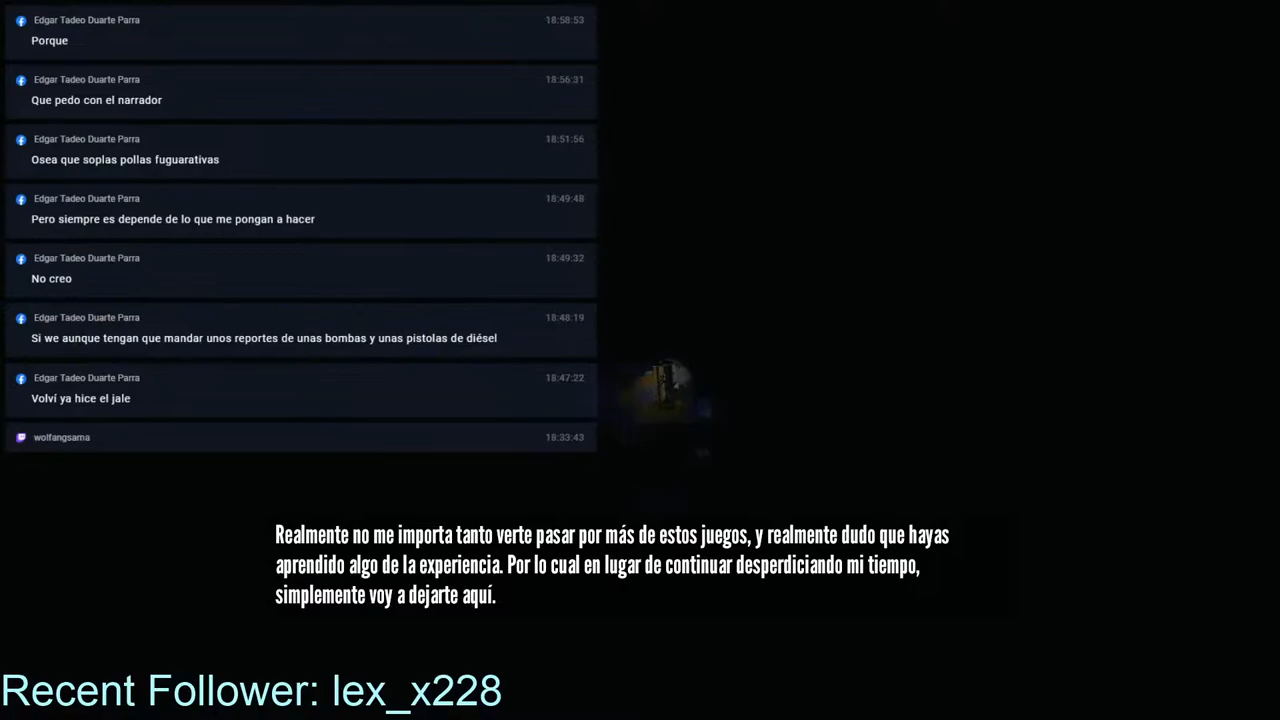 Edgar Tadeo Duarte Parra 18:58:53
Porque
Edgar Tadeo Duarte Parra 18:56:31
Que pedo con el narrador
Edgar Tadeo Duarte Parra 18:51:56
Osea que soplas pollas fuguarativas
Edgar Tadeo Duarte Parra 18:49:48
Pero siempre es depende de lo que me pongan a hacer
Edgar Tadeo Duarte Parra 18:49:32
No creo
Edgar Tadeo Duarte Parra 18:48:19
Si we aunque tengan que mandar unos reportes de unas bombas y unas pistolas de diésel
Edgar Tadeo Duarte Parra 18:47:22
Volví ya hice el jale
wolfangsama 18:33:43
Realmente no me importa tanto verte pasar por más de estos juegos, y realmente dudo que hayas
aprendido algo de la experiencia. Por lo cual en lugar de continuar desperdiciando mi tiempo,
simplemente voy a dejarte aquí.
Recent Follower: lex_x228